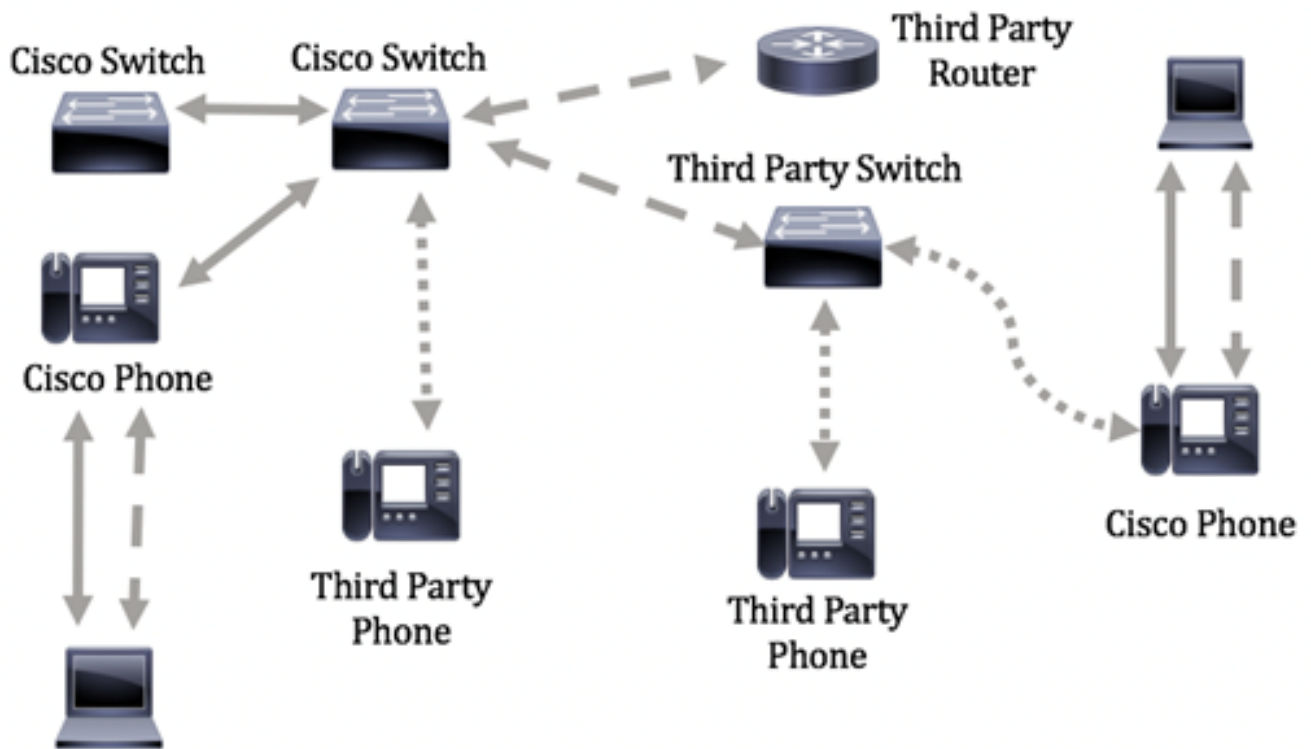 Cisco Switch
Cisco Switch
Third Party
Router
Third Party Switch
Cisco Phone
Third Party
Phone
Third Party
Phone
Cisco Phone